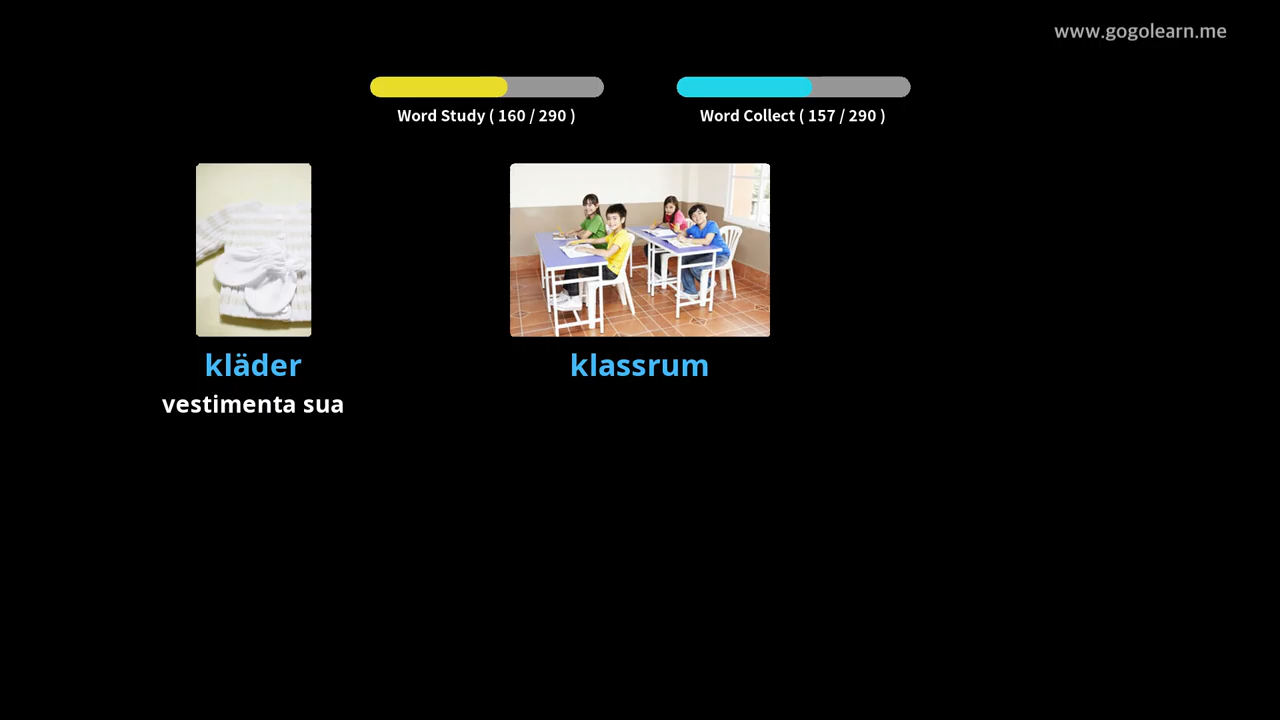 www.gogolearn.me
Word Study ( 160 / 290 )
Word Collect ( 157 / 290 )
kläder
vestimenta sua
klassrum